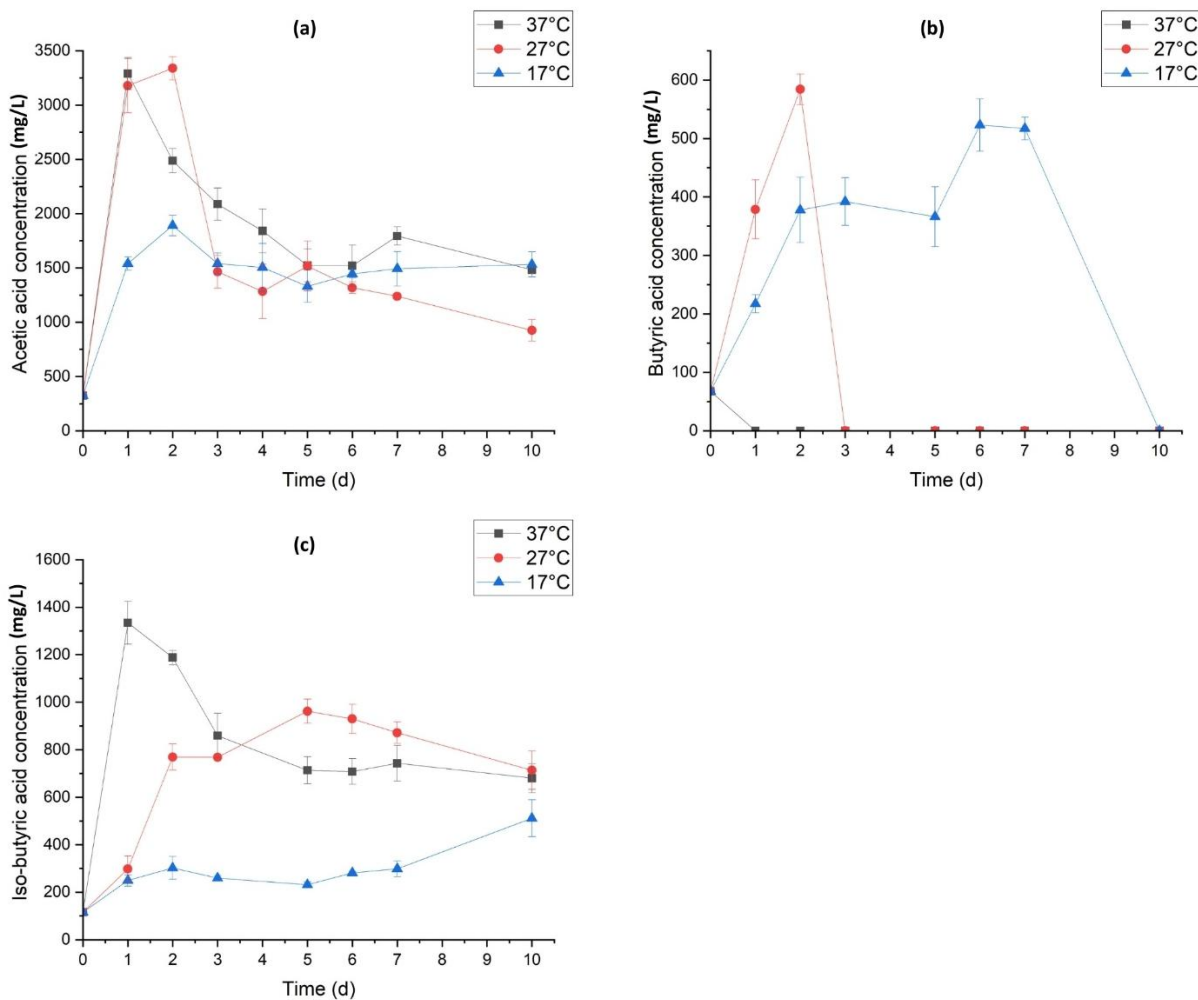 (a)
37°C
27°C
17°C
3500
3000
2500
2000
1500
1000
500
0
Acetic acid concentration (mg/L)
0 1 2 3 4 5 6 7 8 9 10
Time (d)
(b)
37°C
27°C
17°C
600
500
400
300
200
100
0
Butyric acid concentration (mg/L)
0 1 2 3 4 5 6 7 8 9 10
Time (d)
(c)
37°C
27°C
17°C
1600
1400
1200
1000
800
600
400
200
0
Iso-butyric acid concentration (mg/L)
0 1 2 3 4 5 6 7 8 9 10
Time (d)